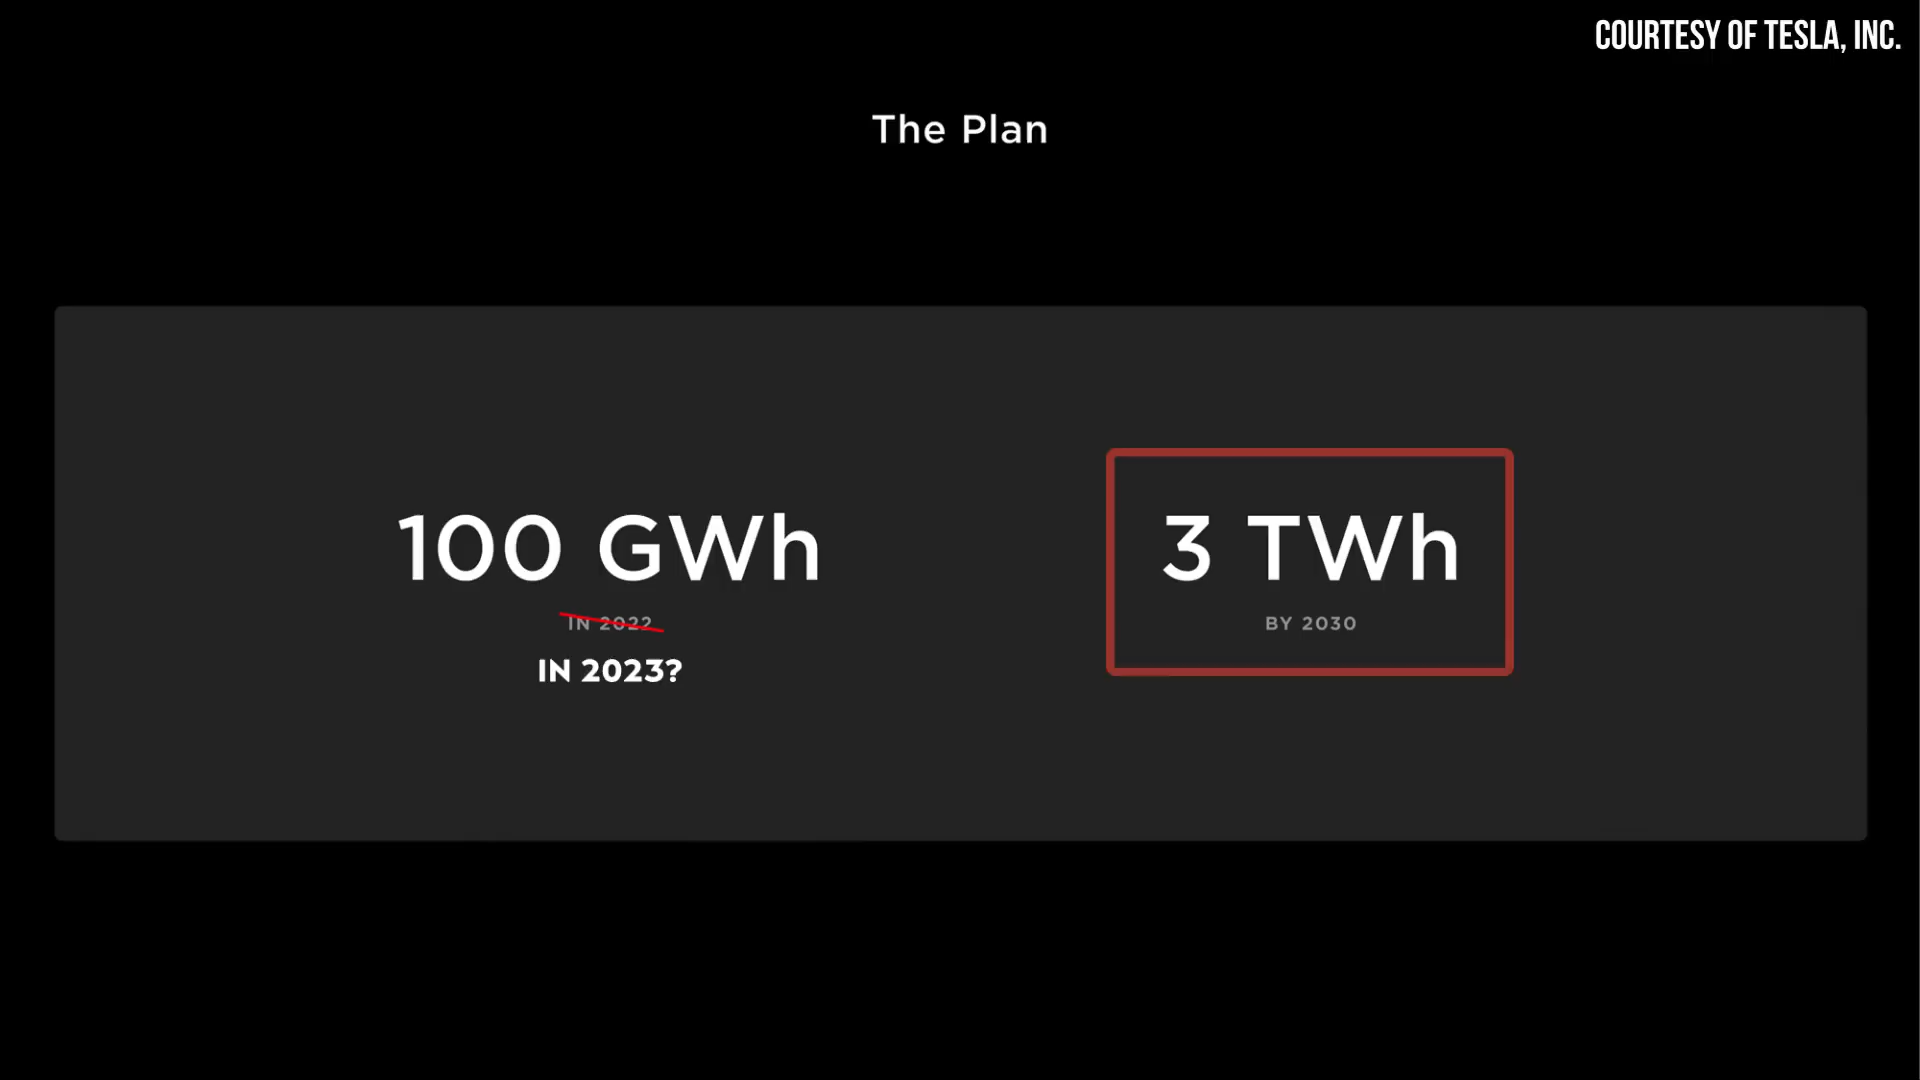 COURTESY OF TESLA, INC.
The Plan
100 GWh
IN 2022
IN 2023?
3 TWh
BY 2030